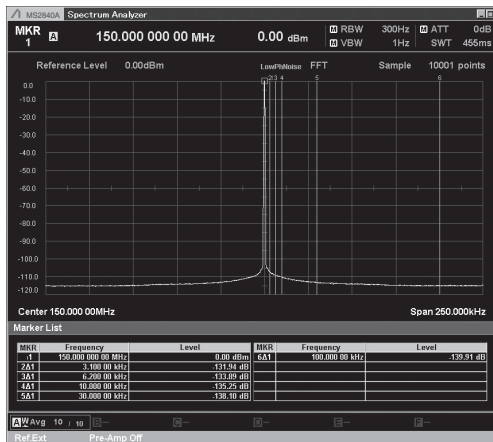 MS2840A Spectrum Analyzer
MKR 1 A 150.000 000 00 MHz 0.00 dBm M RBW 300Hz M ATT 0dB
M VBW 1Hz SWT 455ms
Reference Level 0.00dBm LowPhNoise FFT Sample 10001 points
2 3 4 5 6
0.0
-10.0
-20.0
-30.0
-40.0
-50.0
-60.0
-70.0
-80.0
-90.0
-100.0
-110.0
-120.0
Center 150.000 00MHz Span 250.000kHz
Marker List
MKR Frequency Level MKR Frequency Level
1 150.000 000 00 MHz 0.00 dBm 6Δ1 100.000 00 kHz -139.91 dB
2Δ1 3.100 00 kHz -131.94 dB
3Δ1 6.200 00 kHz -133.89 dB
4Δ1 10.000 00 kHz -135.25 dB
5Δ1 30.000 00 kHz -138.10 dB
A Avg 10 / 10
Ref.Ext Pre-Amp Off